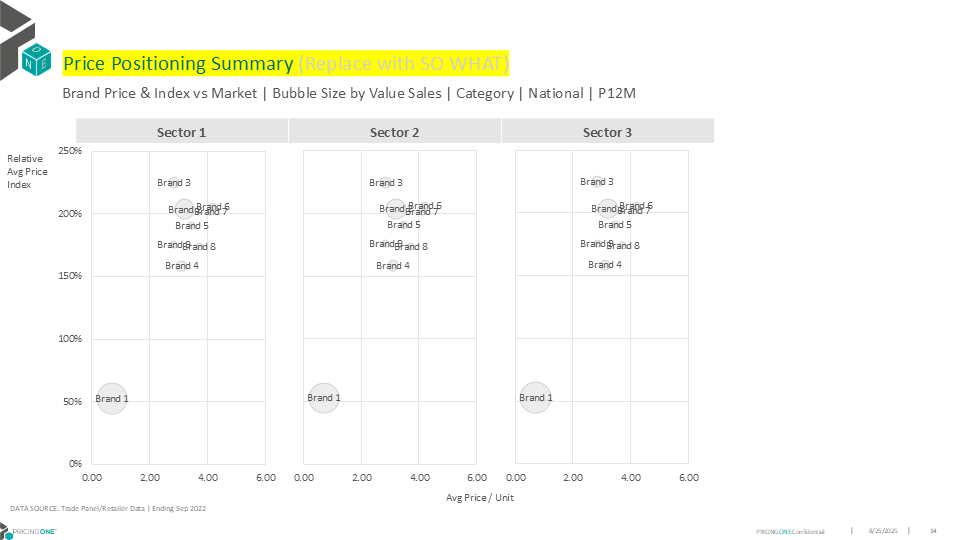 O
N E
Price Positioning Summary (Replace with SO WHAT)
Brand Price & Index vs Market | Bubble Size by Value Sales | Category | National | P12M
Sector 1
Sector 2
Sector 3
Relative
Avg Price
Index
250%
200%
150%
100%
50%
0%
Brand 3
Brand 6
Brand
Brand 7
Brand 5
Brand 9
Brand 8
Brand 4
Brand 1
0.00 2.00 4.00 6.00
Brand 3
Brand 6
Brand
Brand 7
Brand 5
Brand 9
Brand 8
Brand 4
Brand 1
0.00 2.00 4.00 6.00
Brand 3
Brand 6
Brand
Brand 7
Brand 5
Brand 9
Brand 8
Brand 4
Brand 1
0.00 2.00 4.00 6.00
Avg Price / Unit
DATA SOURCE: Trade Panel/Retailer Data | Ending Sep 2022
PRICINGONE™
PRICINGONE Confidential | 8/25/2025 | 34